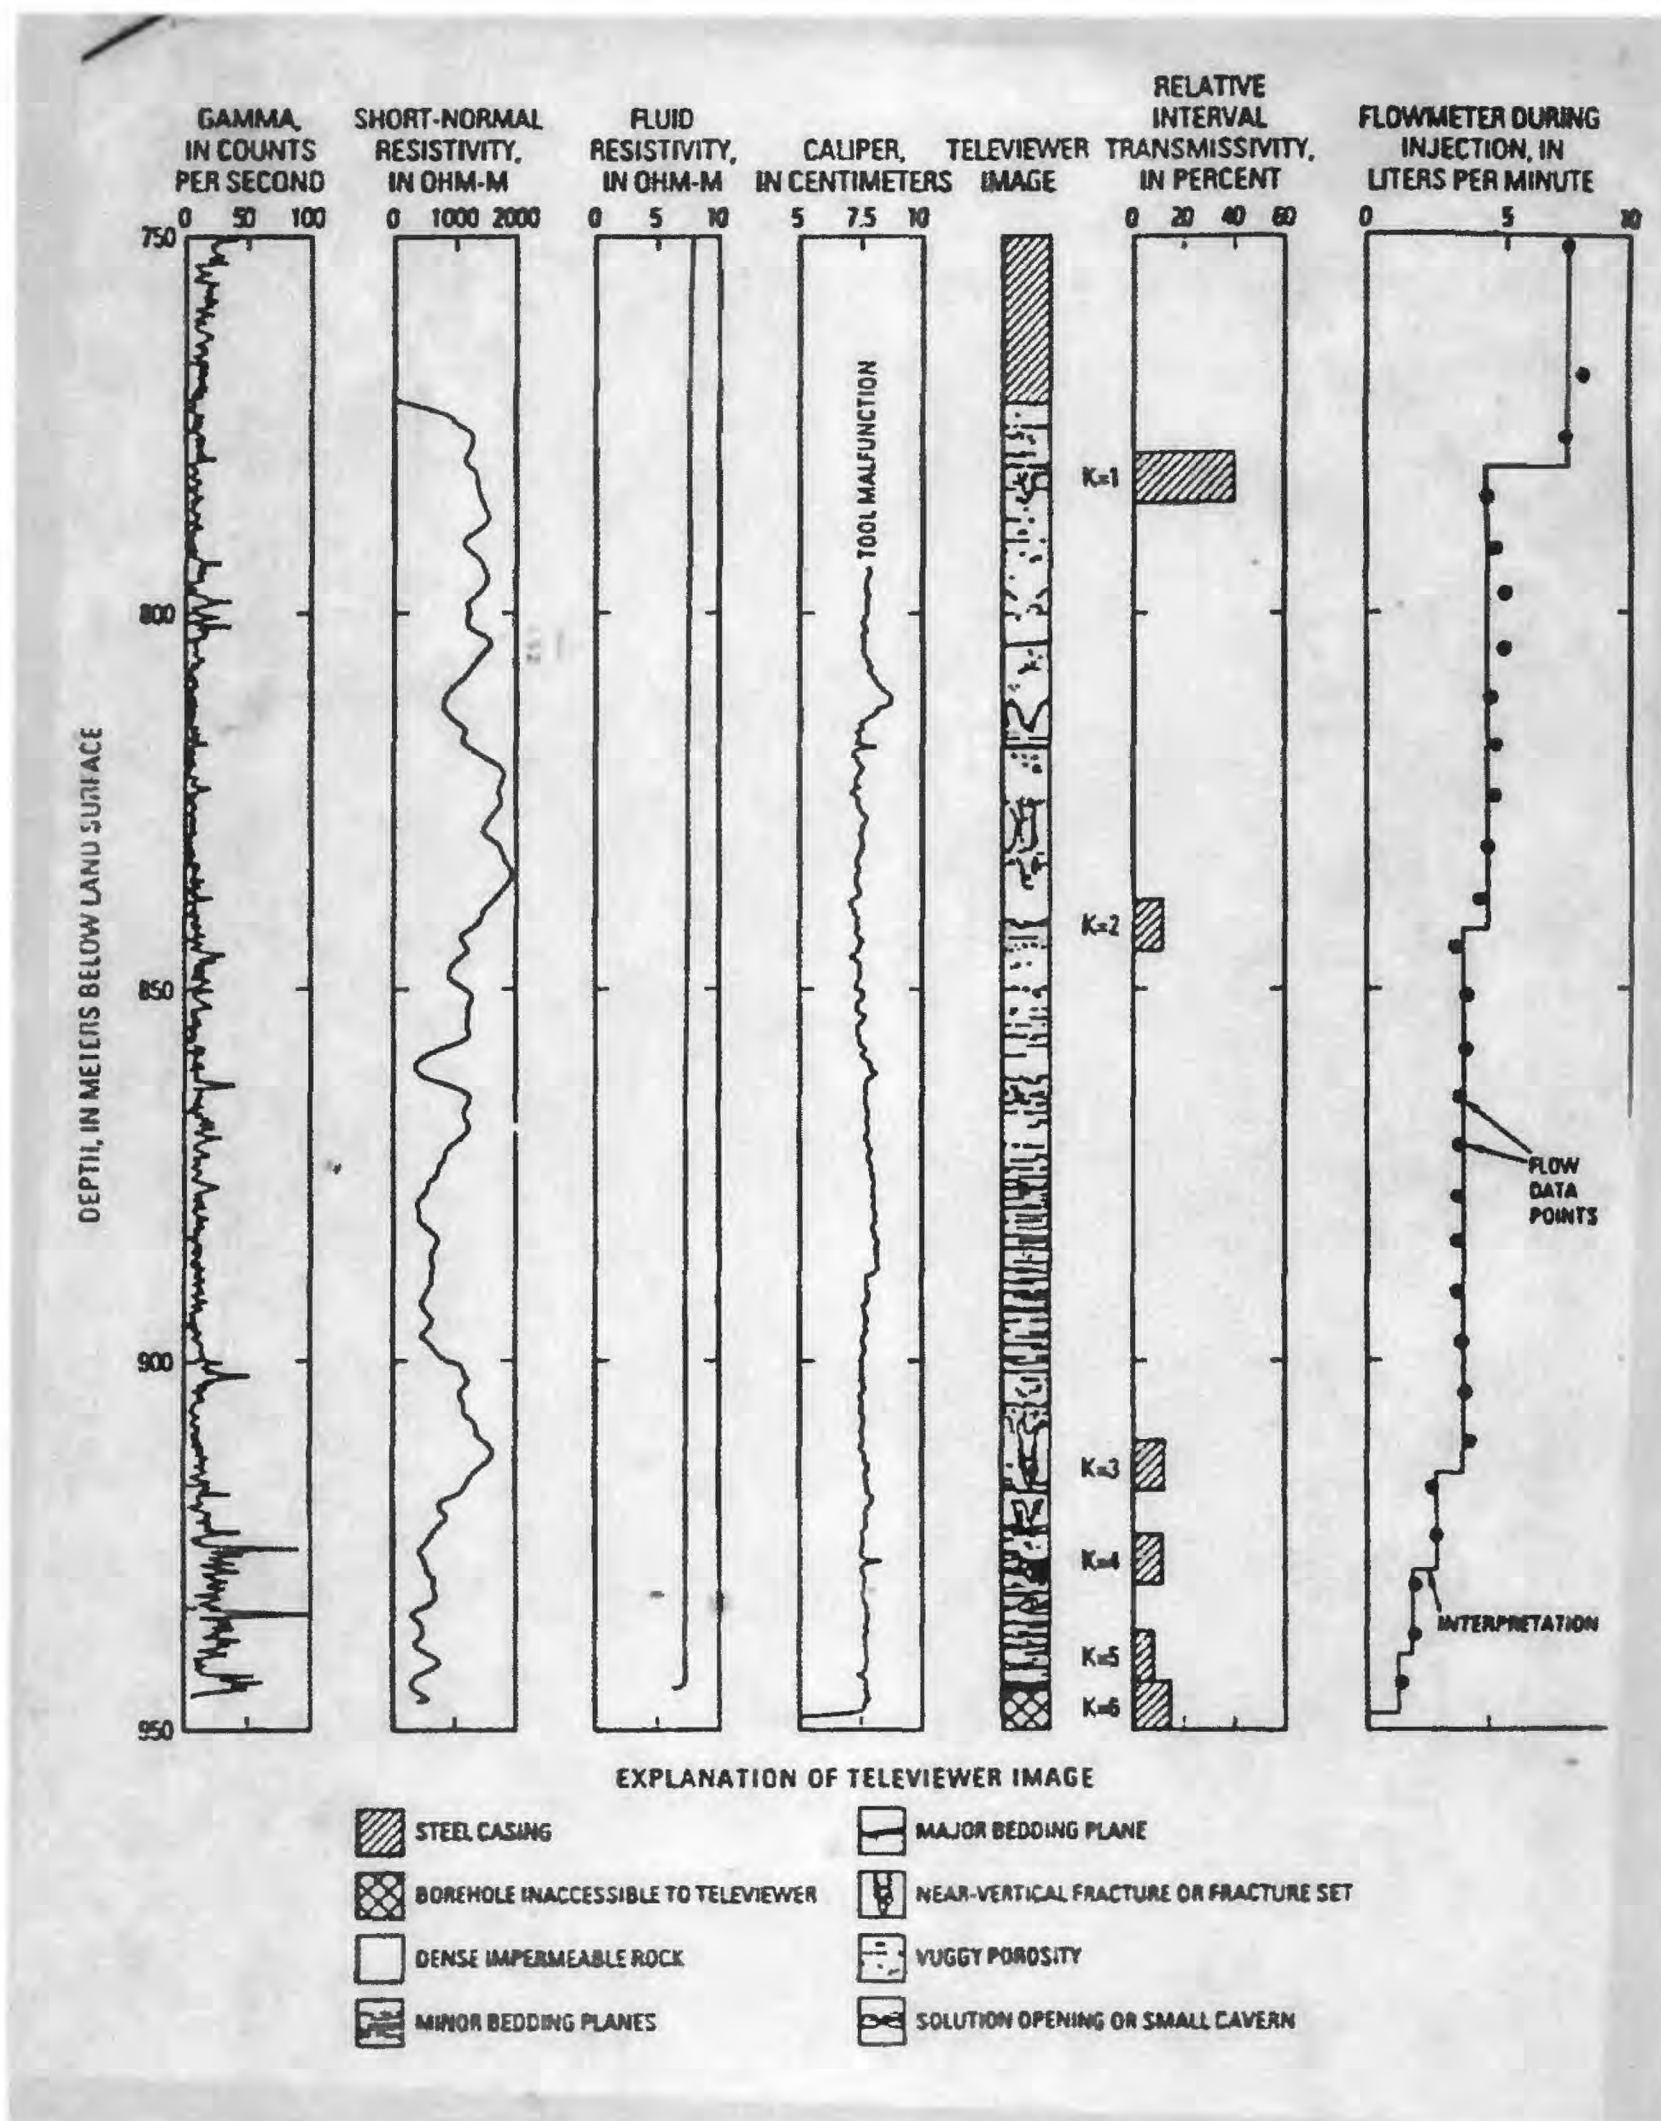 GAMMA,
IN COUNTS
PER SECOND
0 50 100
SHORT-NORMAL
RESISTIVITY,
IN OHM-M
0 1000 2000
FLUID
RESISTIVITY,
IN OHM-M
0 5 10
CALIPER,
IN CENTIMETERS
5 7.5 10
TELEVIEWER
IMAGE
RELATIVE
INTERVAL
TRANSMISSIVITY,
IN PERCENT
0 20 40 60
FLOWMETER DURING
INJECTION, IN
LITERS PER MINUTE
0 5 10
DEPTH, IN METERS BELOW LAND SURFACE
750
800
850
900
950
TOOL MALFUNCTION
K=1
K=2
K=3
K=4
K=5
K=6
FLOW
DATA
POINTS
INTERPRETATION
EXPLANATION OF TELEVIEWER IMAGE
STEEL CASING
BOREHOLE INACCESSIBLE TO TELEVIEWER
DENSE IMPERMEABLE ROCK
MINOR BEDDING PLANES
MAJOR BEDDING PLANE
NEAR-VERTICAL FRACTURE OR FRACTURE SET
VUGGY POROSITY
SOLUTION OPENING OR SMALL CAVERN